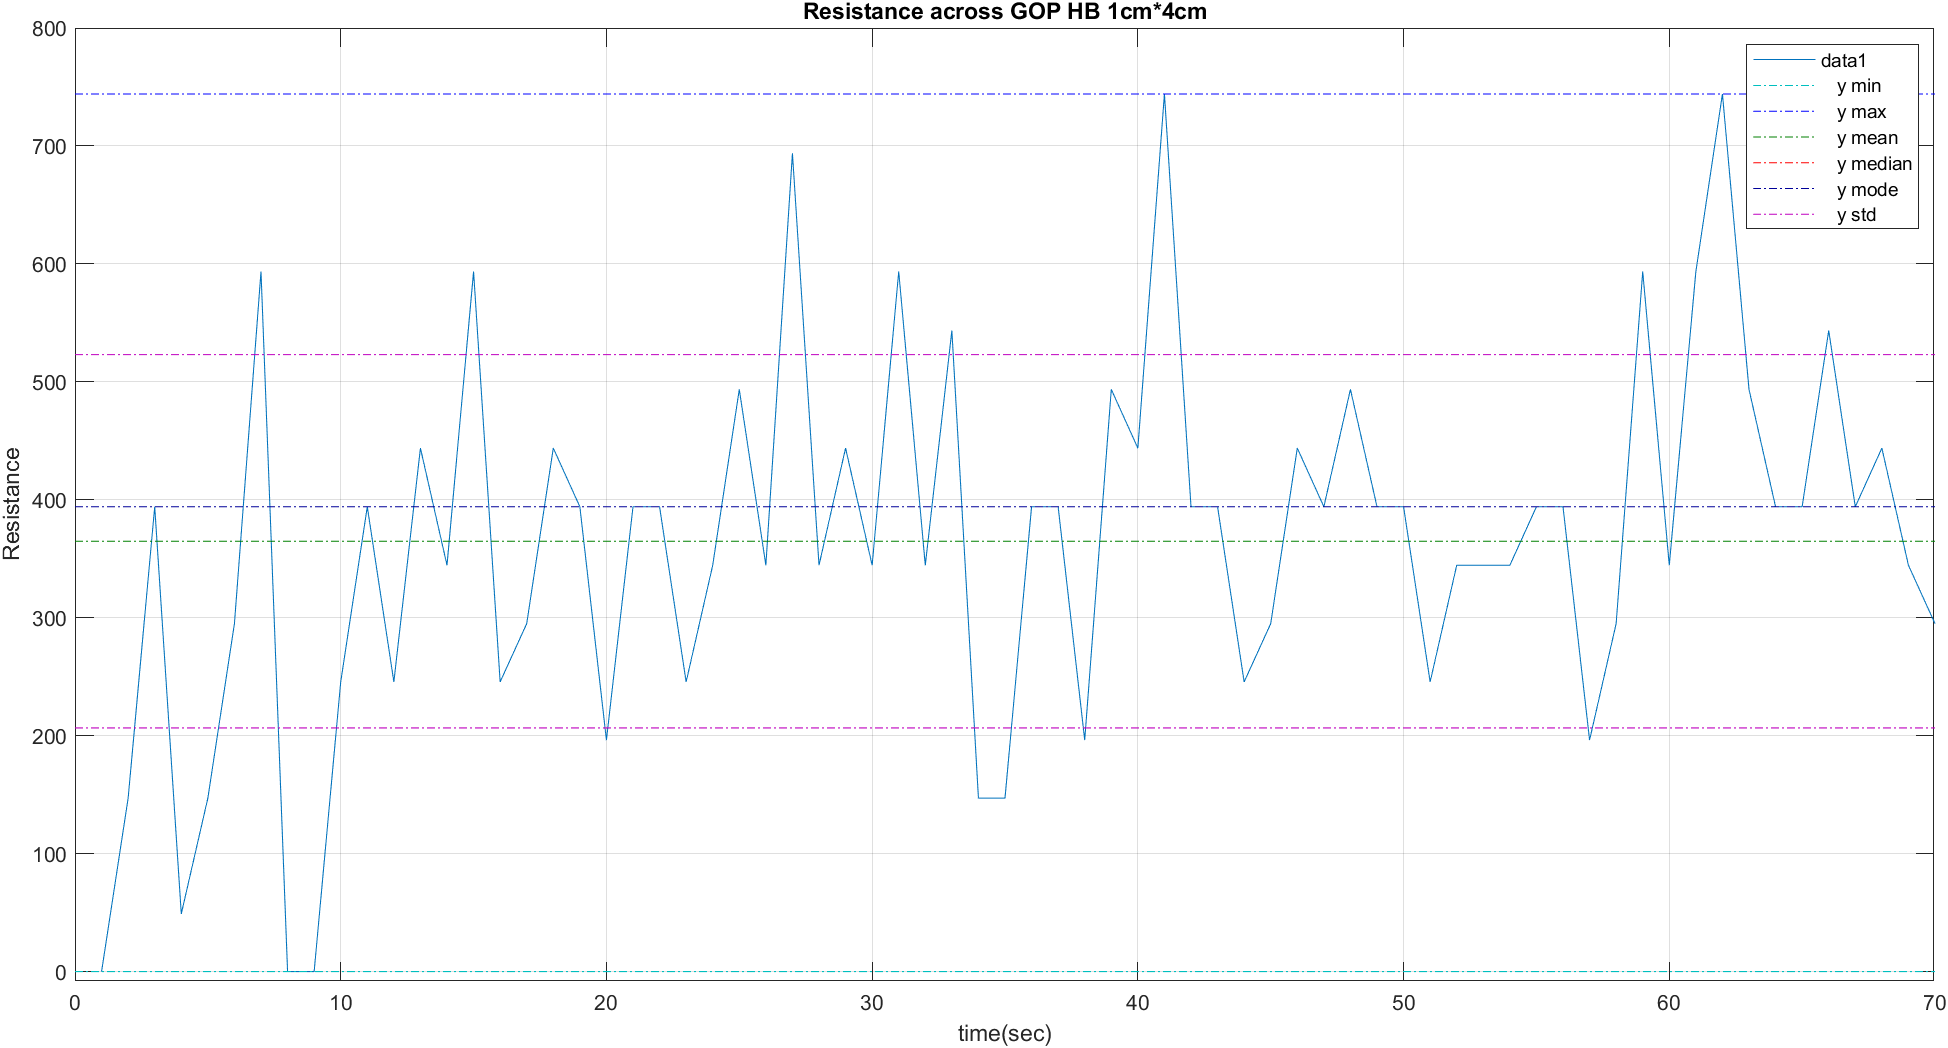 Resistance across GOP HB 1cm*4cm
800
700
600
500
400
300
200
100
0
Resistance
data1
y min
y max
y mean
y median
y mode
y std
0 10 20 30 40 50 60 70
time(sec)